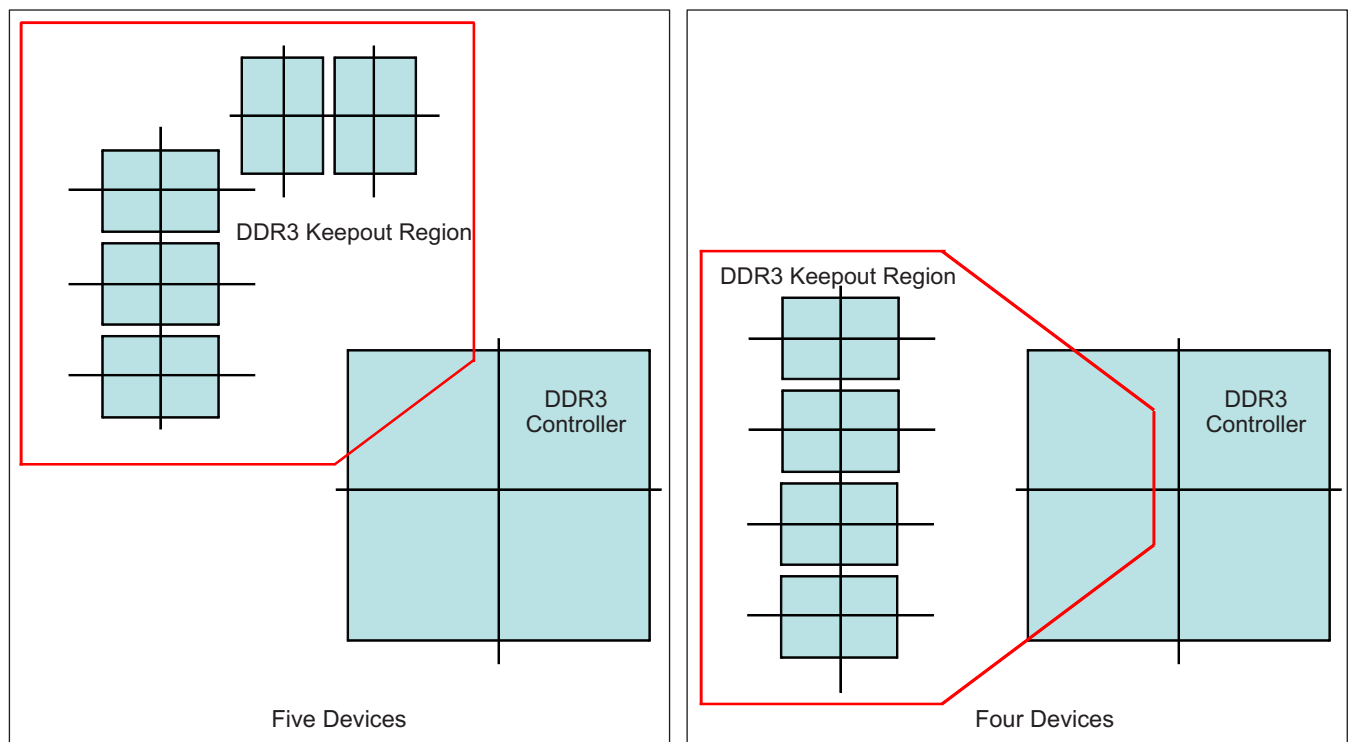 DDR3 Keepout Region
DDR3
Controller
Five Devices
DDR3 Keepout Region
DDR3
Controller
Four Devices